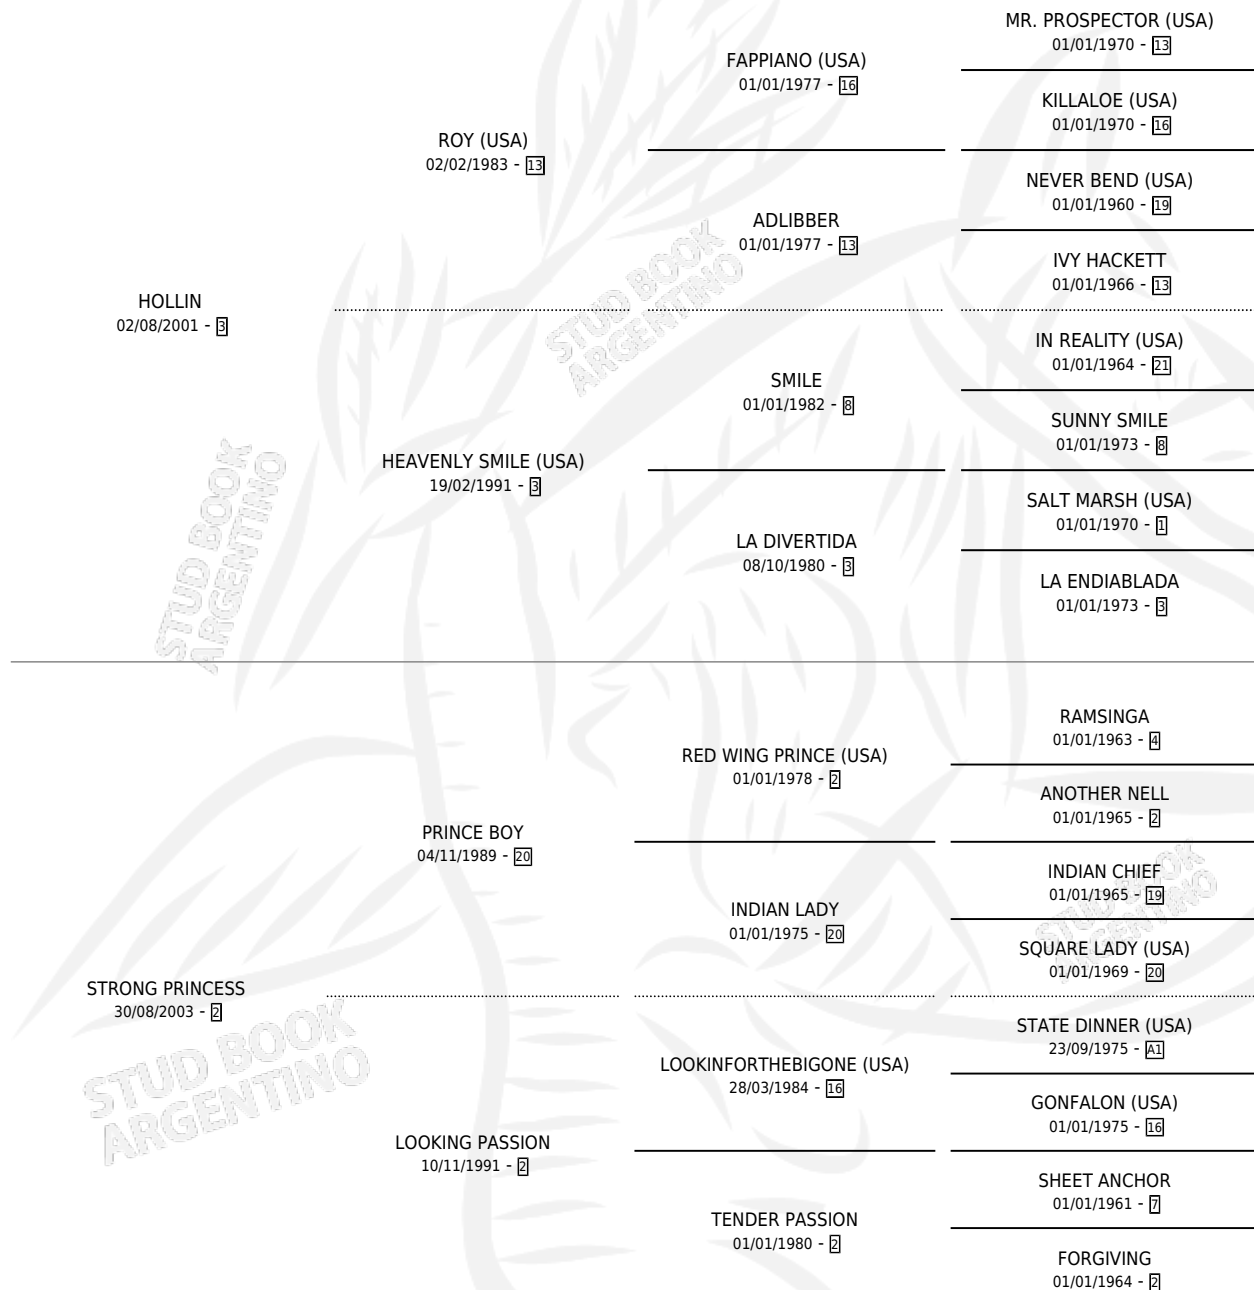 MR. PROSPECTOR (USA)
01/01/1970 - 13
FAPPIANO (USA)
01/01/1977 - 16
KILLALOE (USA)
01/01/1970 - 16
ROY (USA)
02/02/1983 - 13
NEVER BEND (USA)
01/01/1960 - 19
ADLIBBER
01/01/1977 - 13
IVY HACKETT
01/01/1966 - 13
HOLLIN
02/08/2001 - 3
IN REALITY (USA)
01/01/1964 - 21
SMILE
01/01/1982 - 8
SUNNY SMILE
01/01/1973 - 8
HEAVENLY SMILE (USA)
19/02/1991 - 3
SALT MARSH (USA)
01/01/1970 - 1
LA DIVERTIDA
08/10/1980 - 3
LA ENDIABLADA
01/01/1973 - 3
RAMSINGA
01/01/1963 - 4
RED WING PRINCE (USA)
01/01/1978 - 2
ANOTHER NELL
01/01/1965 - 2
PRINCE BOY
04/11/1989 - 20
INDIAN CHIEF
01/01/1965 - 19
INDIAN LADY
01/01/1975 - 20
SQUARE LADY (USA)
01/01/1969 - 20
STRONG PRINCESS
30/08/2003 - 2
STATE DINNER (USA)
23/09/1975 - A1
LOOKINFORTHEBIGONE (USA)
28/03/1984 - 16
GONFALON (USA)
01/01/1975 - 16
LOOKING PASSION
10/11/1991 - 2
SHEET ANCHOR
01/01/1961 - 7
TENDER PASSION
01/01/1980 - 2
FORGIVING
01/01/1964 - 2
STUD BOOK
ARGENTINO
STUD BOOK
ARGENTINO
STUD BOOK
ARGENTINO
STUD BOOK
ARGENTINO